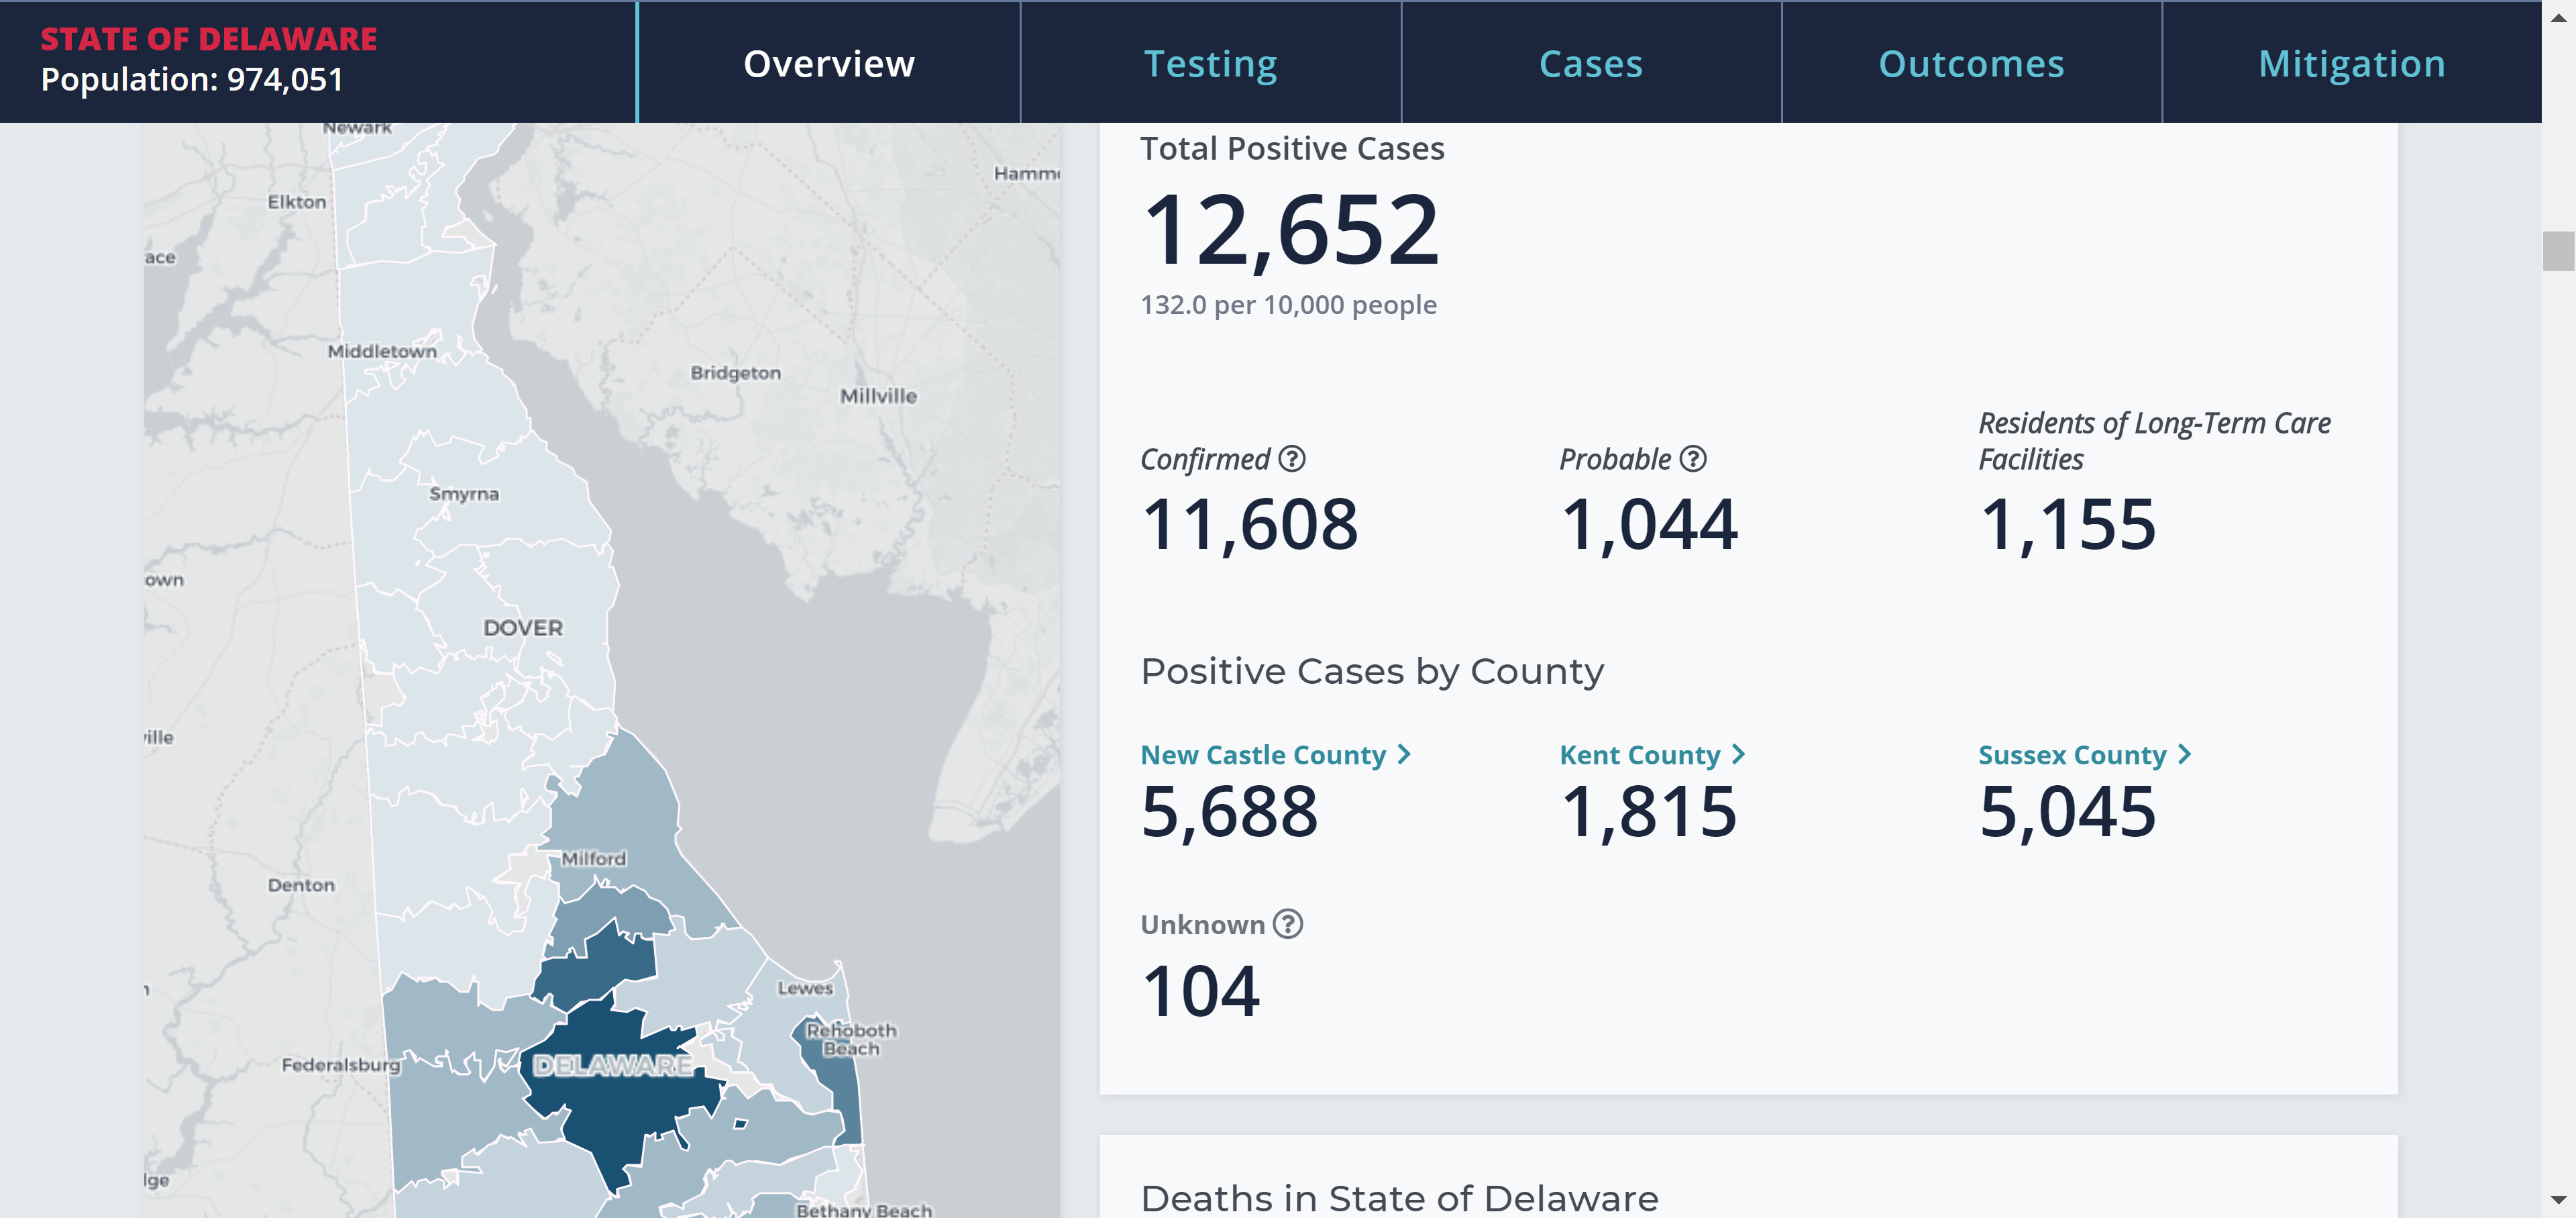 STATE OF DELAWARE
Population: 974,051
Overview
Testing
Cases
Outcomes
Mitigation
Newark
Elkton
Hamm
ace
Middletown
Bridgeton
Millville
Smyrna
own
DOVER
ville
Milford
Denton
Lewes
Rehoboth
Beach
DELAWARE
Federalsburg
lge
Bethany Beach
Total Positive Cases
12,652
132.0 per 10,000 people
Confirmed ?
11,608
Probable ?
1,044
Residents of Long-Term Care
Facilities
1,155
Positive Cases by County
New Castle County >
5,688
Kent County >
1,815
Sussex County >
5,045
Unknown ?
104
Deaths in State of Delaware